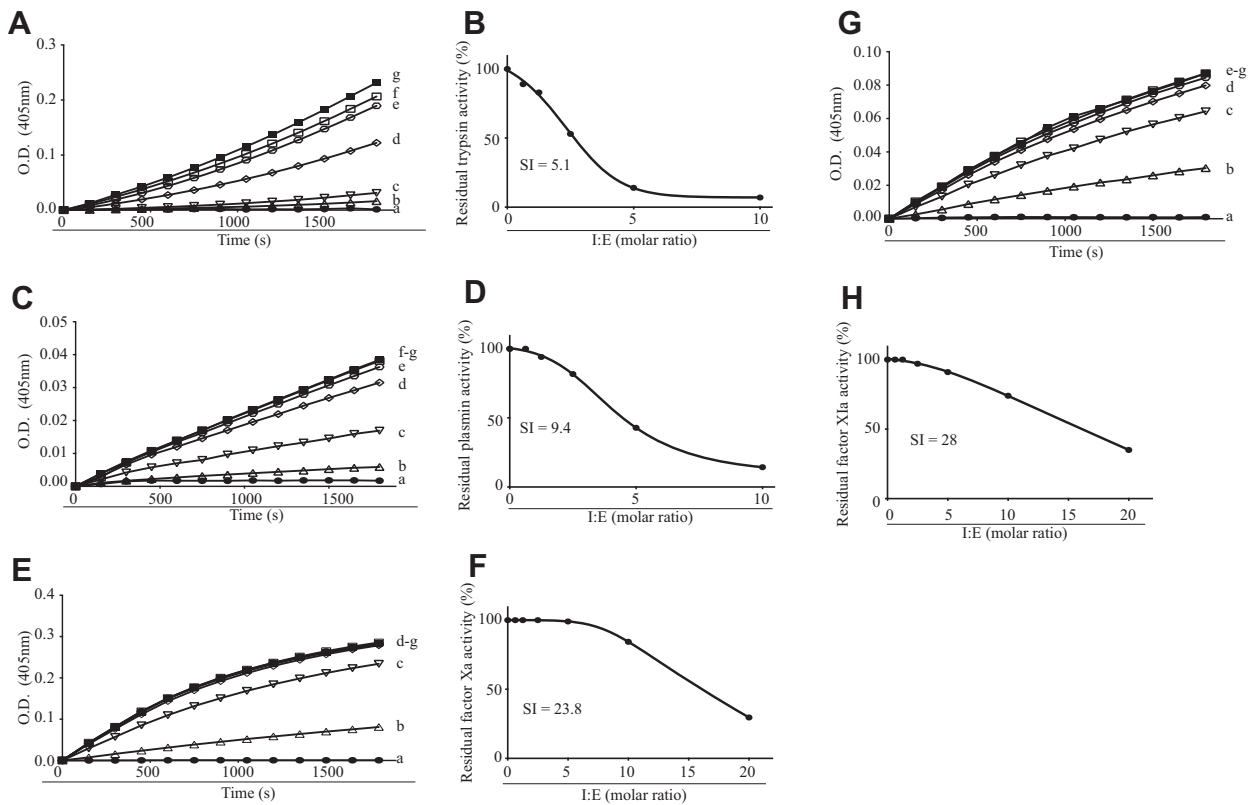 A
O.D. (405nm)
0.3
0.2
0.1
0.0
0
500
1000
1500
Time (s)
g
f
e
d
c
b
a
B
Residual trypsin activity (%)
100
50
0
SI = 5.1
0
5
10
I:E (molar ratio)
G
O.D. (405nm)
0.10
0.08
0.06
0.04
0.02
0.00
0
500
1000
1500
Time (s)
e-g
d
c
b
a
C
O.D. (405nm)
0.05
0.04
0.03
0.02
0.01
0.00
0
500
1000
1500
Time (s)
f-g
e
d
c
b
a
D
Residual plasmin activity (%)
100
50
0
SI = 9.4
0
5
10
I:E (molar ratio)
H
Residual factor XIa activity (%)
100
50
0
SI = 28
0
5
10
15
20
I:E (molar ratio)
E
O.D. (405nm)
0.4
0.3
0.2
0.1
0.0
0
500
1000
1500
Time (s)
d-g
c
b
a
F
Residual factor Xa activity (%)
100
50
0
SI = 23.8
0
5
10
15
20
I:E (molar ratio)